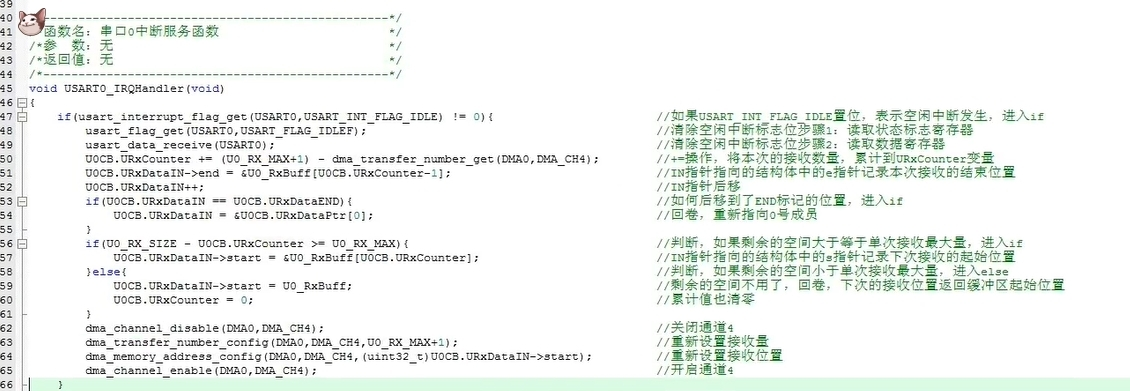 39
40 ------------------------------------------------*/
41 函数名：串口0中断服务函数 */
42 /*参  数：无 */
43 /*返回值：无 */
44 /*-------------------------------------------------*/
45 void USART0_IRQHandler(void)
46 {
47 if(usart_interrupt_flag_get(USART0,USART_INT_FLAG_IDLE) != 0){ //如果USART_INT_FLAG_IDLE置位，表示空闲中断发生，进入if
48 usart_flag_get(USART0,USART_FLAG_IDLEF); //清除空闲中断标志位步骤1：读取状态标志寄存器
49 usart_data_receive(USART0); //清除空闲中断标志位步骤2：读取数据寄存器
50 U0CB.URxCounter += (U0_RX_MAX+1) - dma_transfer_number_get(DMA0,DMA_CH4); //+=操作，将本次的接收数量，累计到URxCounter变量
51 U0CB.URxDataIN->end = &U0_RxBuff[U0CB.URxCounter-1]; //IN指针指向的结构体中的e指针记录本次接收的结束位置
52 U0CB.URxDataIN++; //IN指针后移
53 if(U0CB.URxDataIN == U0CB.URxDataEND){ //如何后移到了END标记的位置，进入if
54 U0CB.URxDataIN = &U0CB.URxDataPtr[0]; //回卷，重新指向0号成员
55 }
56 if(U0_RX_SIZE - U0CB.URxCounter >= U0_RX_MAX){ //判断，如果剩余的空间大于等于单次接收最大量，进入if
57 U0CB.URxDataIN->start = &U0_RxBuff[U0CB.URxCounter]; //IN指针指向的结构体中的s指针记录下次接收的起始位置
58 }else{ //判断，如果剩余的空间小于单次接收最大量，进入else
59 U0CB.URxDataIN->start = U0_RxBuff; //剩余的空间不用了，回卷，下次的接收位置返回缓冲区起始位置
60 U0CB.URxCounter = 0; //累计值也清零
61 }
62 dma_channel_disable(DMA0,DMA_CH4); //关闭通道4
63 dma_transfer_number_config(DMA0,DMA_CH4,U0_RX_MAX+1); //重新设置接收量
64 dma_memory_address_config(DMA0,DMA_CH4,(uint32_t)U0CB.URxDataIN->start); //重新设置接收位置
65 dma_channel_enable(DMA0,DMA_CH4); //开启通道4
66 }